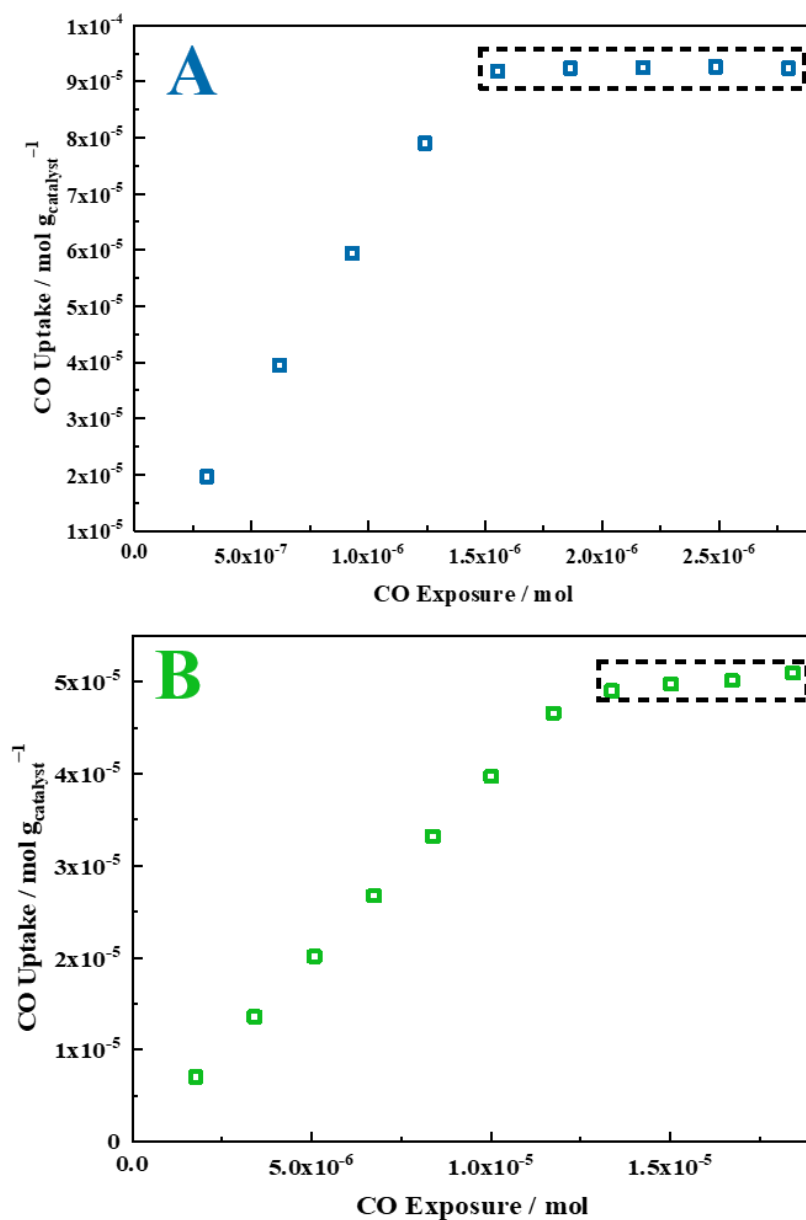 A
1x10⁻⁴
9x10⁻⁵
8x10⁻⁵
7x10⁻⁵
6x10⁻⁵
5x10⁻⁵
4x10⁻⁵
3x10⁻⁵
2x10⁻⁵
1x10⁻⁵
CO Uptake / mol g_catalyst⁻¹
0.0 5.0x10⁻⁷ 1.0x10⁻⁶ 1.5x10⁻⁶ 2.0x10⁻⁶ 2.5x10⁻⁶
CO Exposure / mol
B
5x10⁻⁵
4x10⁻⁵
3x10⁻⁵
2x10⁻⁵
1x10⁻⁵
0
CO Uptake / mol g_catalyst⁻¹
0.0 5.0x10⁻⁶ 1.0x10⁻⁵ 1.5x10⁻⁵
CO Exposure / mol